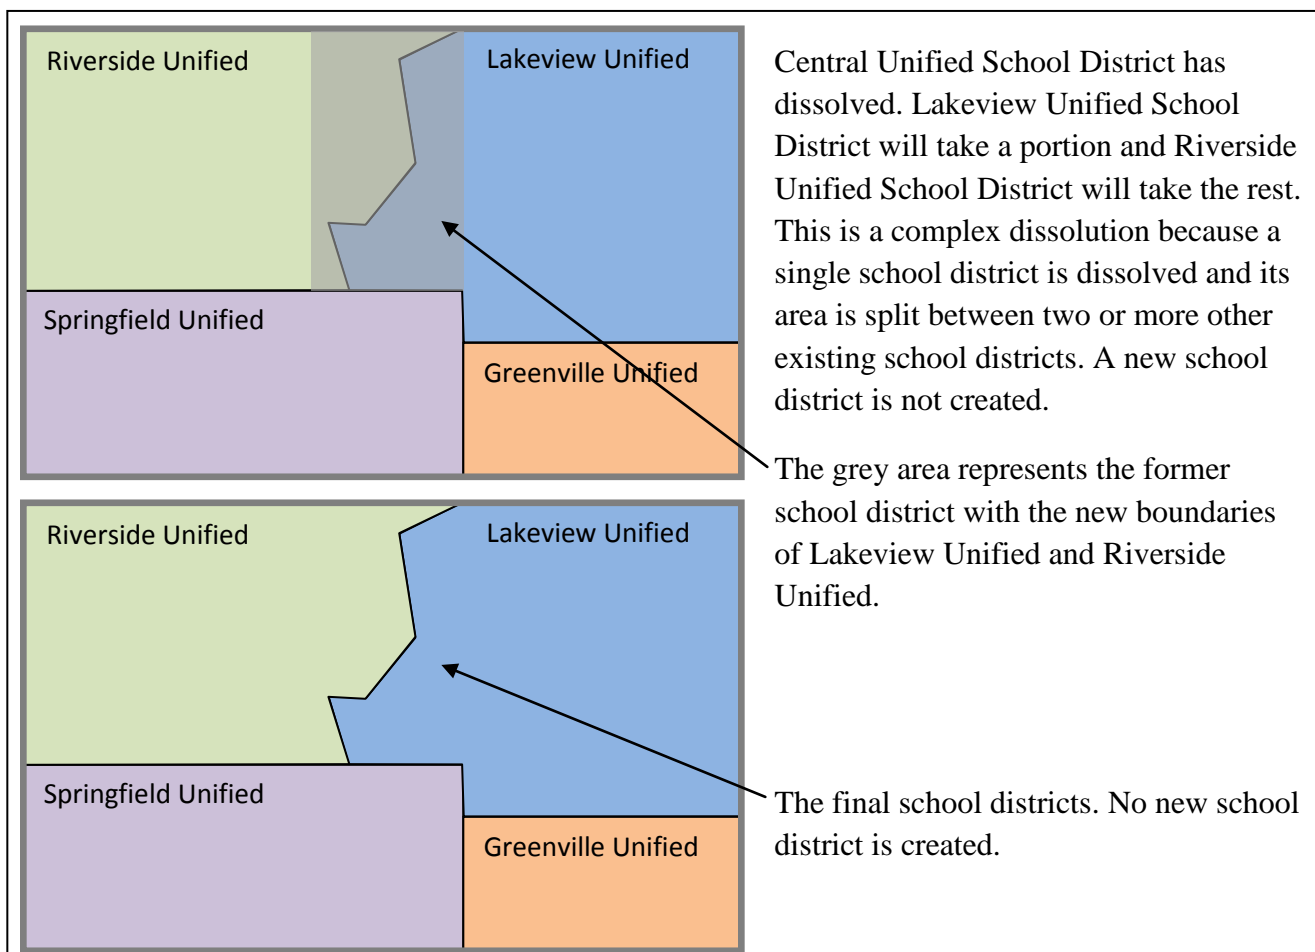 Riverside Unified
Lakeview Unified
Springfield Unified
Greenville Unified
Central Unified School District has
dissolved. Lakeview Unified School
District will take a portion and Riverside
Unified School District will take the rest.
This is a complex dissolution because a
single school district is dissolved and its
area is split between two or more other
existing school districts. A new school
district is not created.
The grey area represents the former
school district with the new boundaries
of Lakeview Unified and Riverside
Unified.
Riverside Unified
Lakeview Unified
Springfield Unified
Greenville Unified
The final school districts. No new school
district is created.